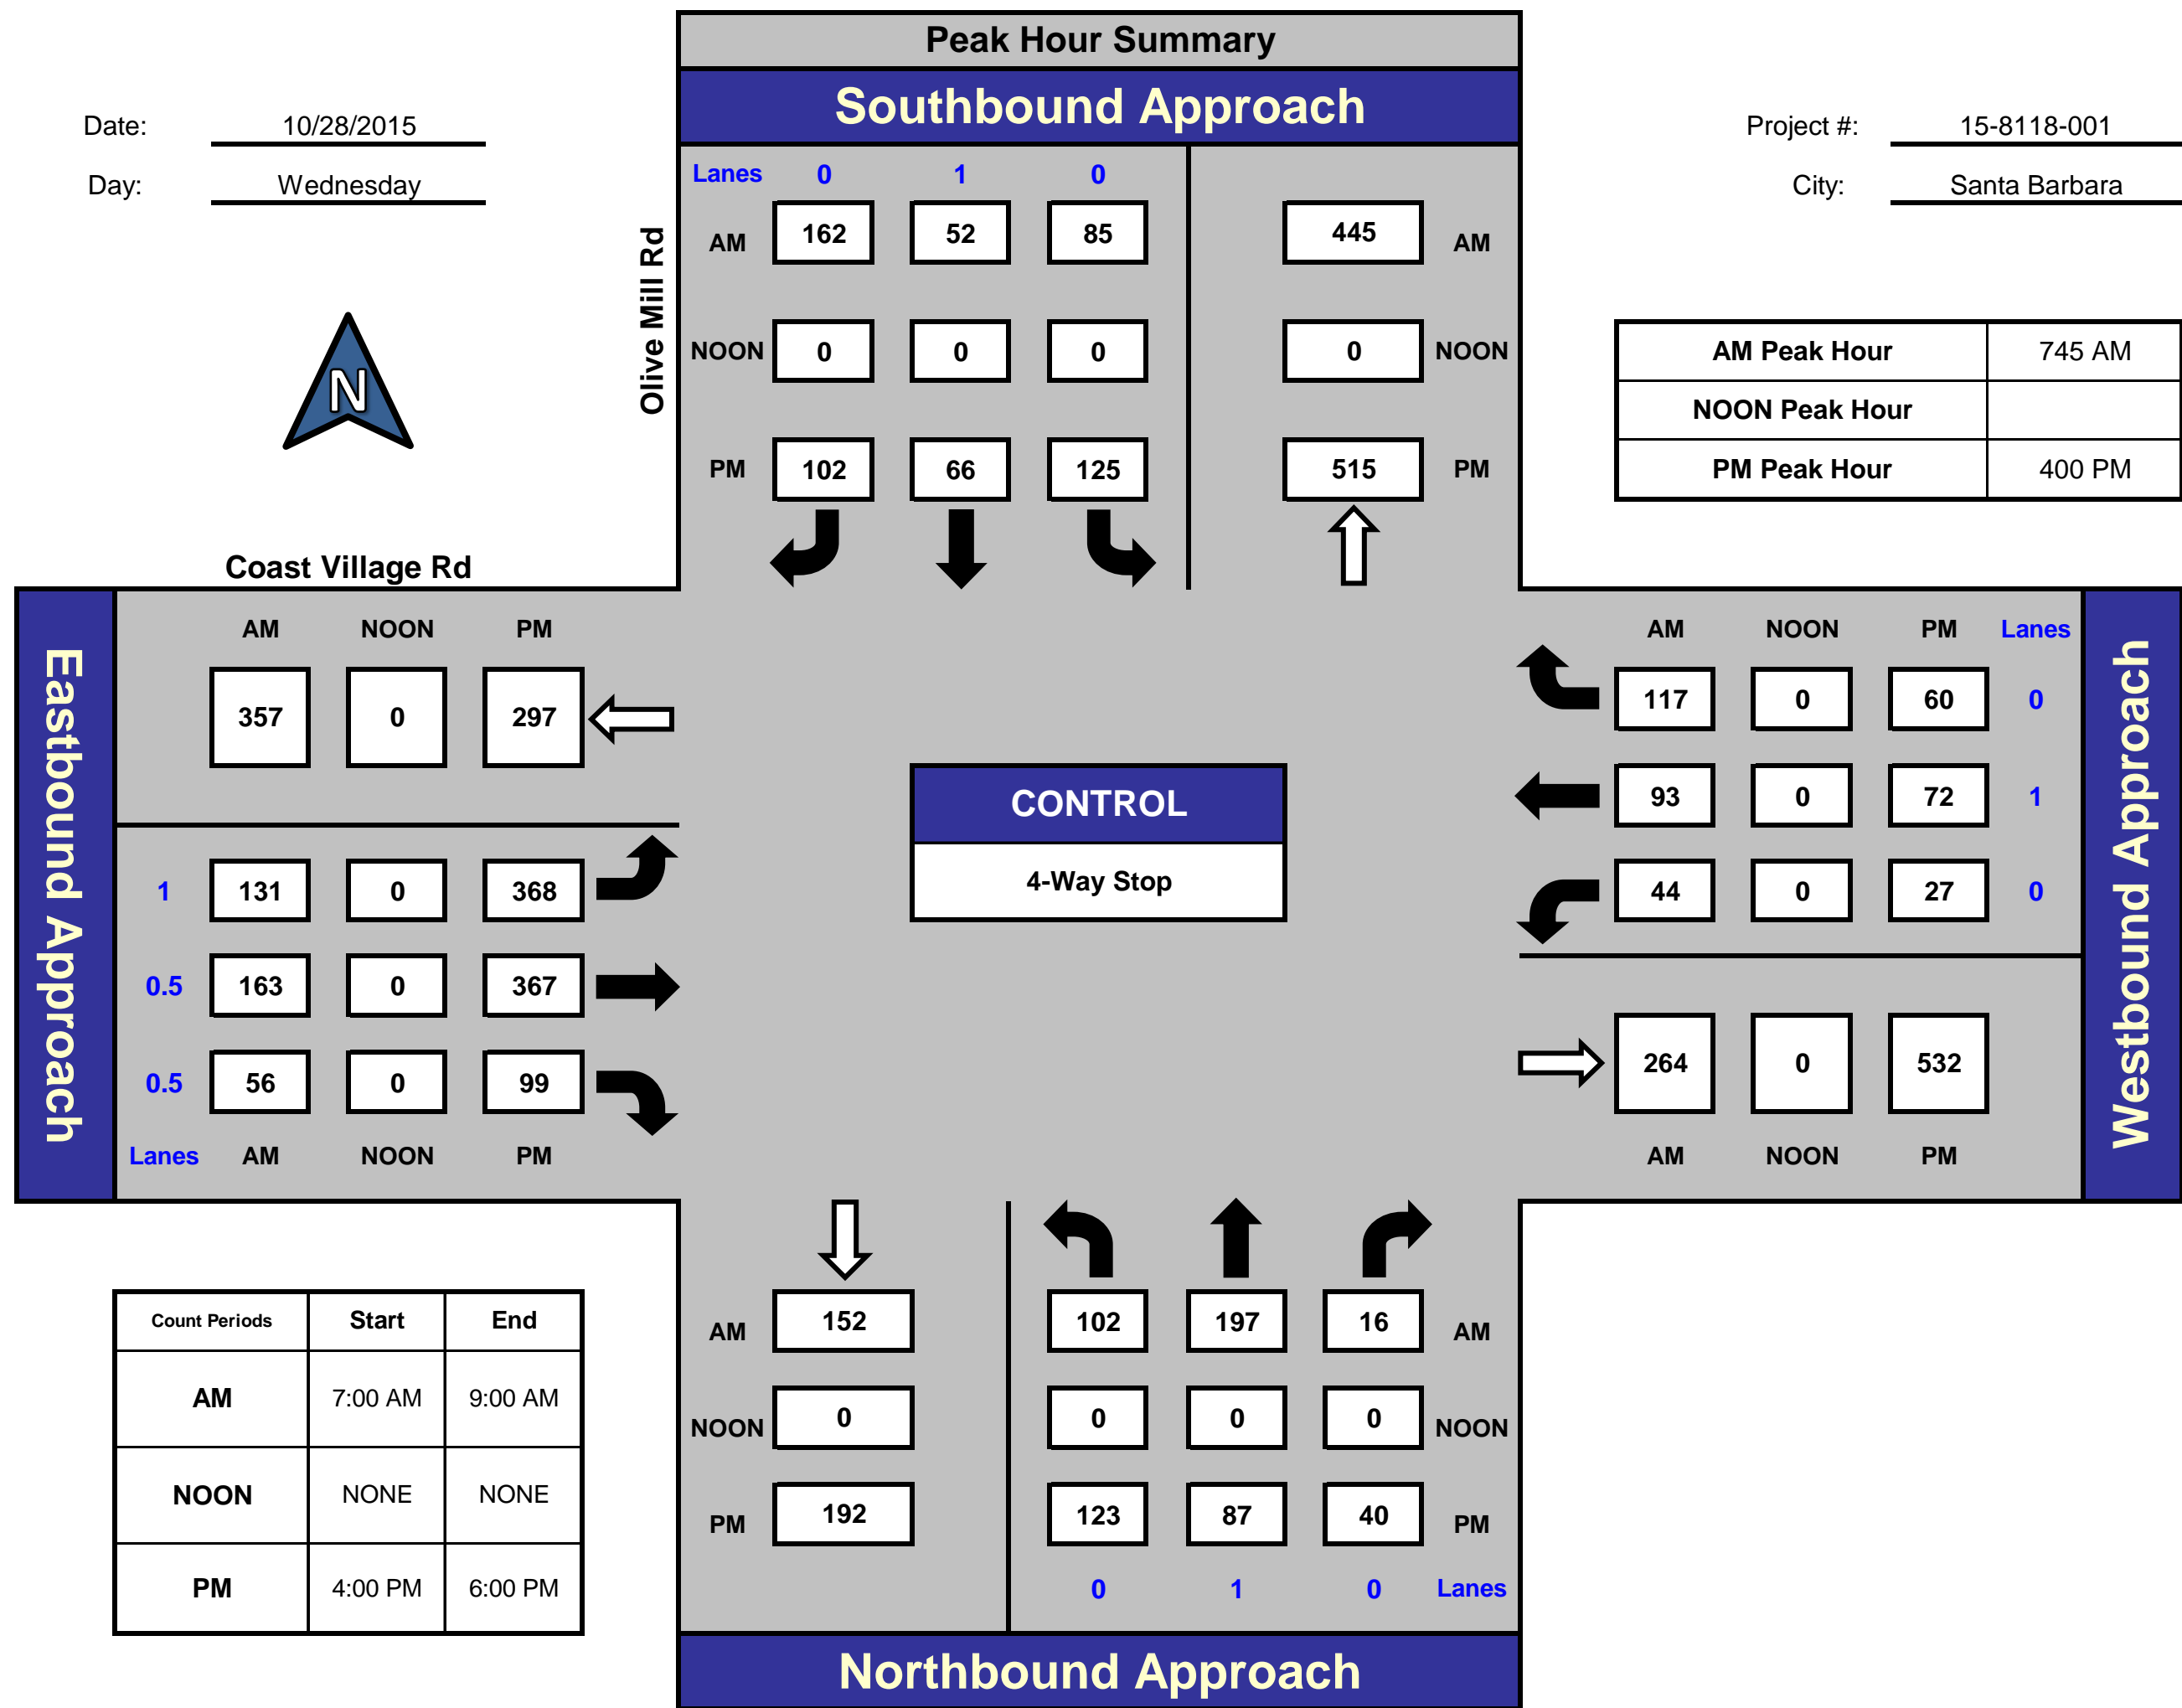 Peak Hour Summary
Southbound Approach
Date: 10/28/2015
Day: Wednesday
Project #: 15-8118-001
City: Santa Barbara
N
Olive Mill Rd
Lanes 0 1 0
AM 162 52 85 445 AM
NOON 0 0 0 0 NOON
PM 102 66 125 515 PM
AM Peak Hour 745 AM
NOON Peak Hour
PM Peak Hour 400 PM
Coast Village Rd
Eastbound Approach
AM NOON PM
357 0 297
1 131 0 368
0.5 163 0 367
0.5 56 0 99
Lanes AM NOON PM
CONTROL
4-Way Stop
AM NOON PM Lanes
117 0 60 0
93 0 72 1
44 0 27 0
264 0 532
AM NOON PM
Westbound Approach
Count Periods Start End
AM 7:00 AM 9:00 AM
NOON NONE NONE
PM 4:00 PM 6:00 PM
AM 152 102 197 16 AM
NOON 0 0 0 0 NOON
PM 192 123 87 40 PM
0 1 0 Lanes
Northbound Approach